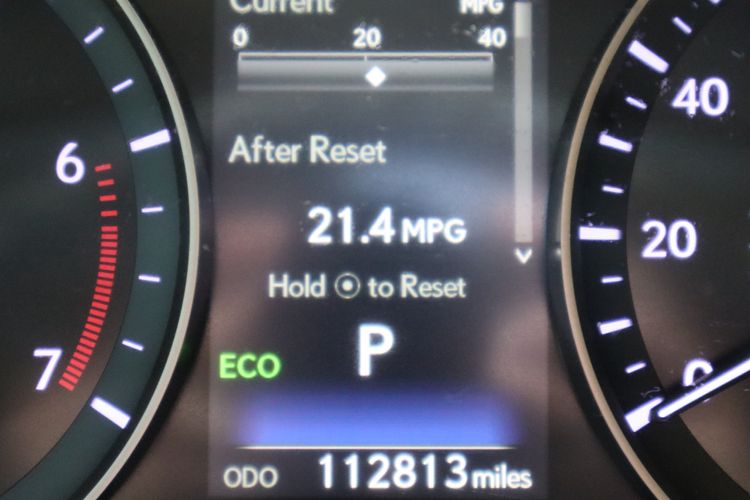 Current MPG
0 20 40
After Reset
21.4 MPG
Hold to Reset
P
ECO
ODO 112813 miles
6
7
40
20
0